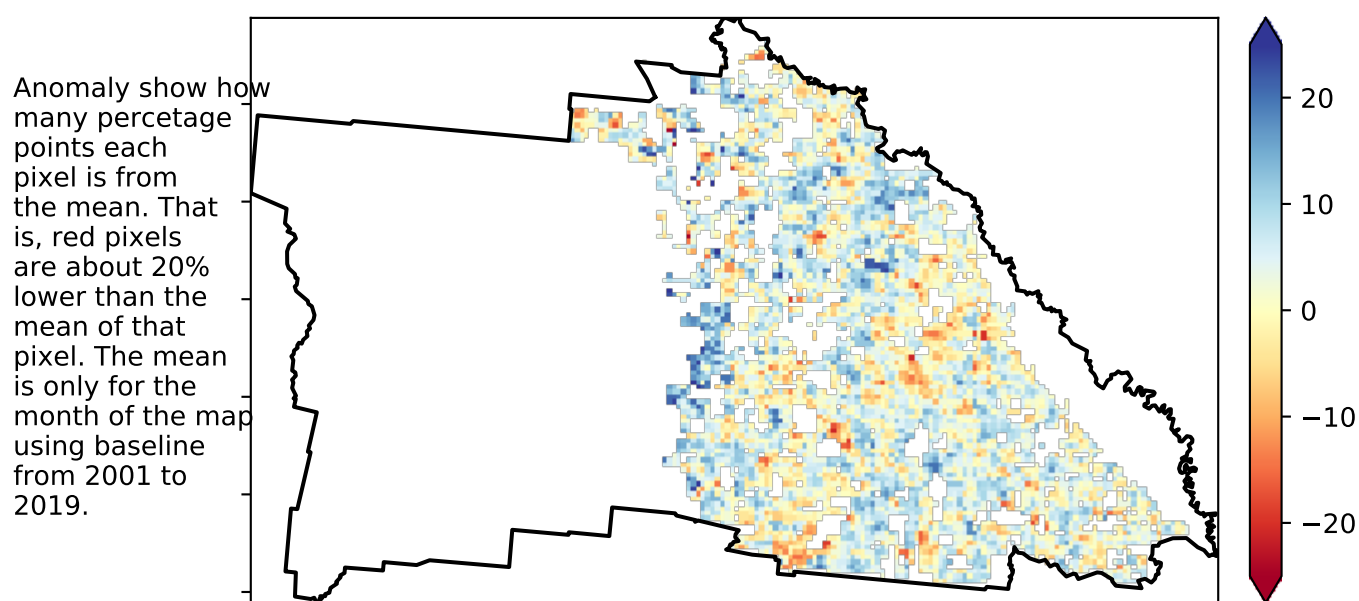 Anomaly show how
many percetage
points each
pixel is from
the mean. That
is, red pixels
are about 20%
lower than the
mean of that
pixel. The mean
is only for the
month of the map
using baseline
from 2001 to
2019.
20
10
0
−10
−20